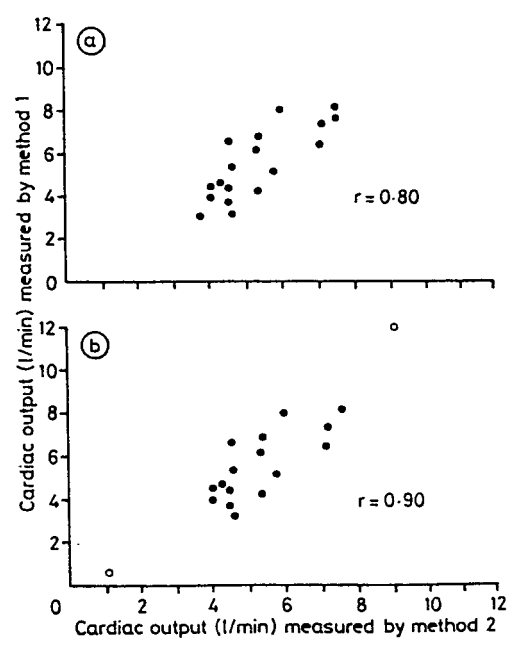 12
a
10
8
6
4
r = 0·80
2
0
Cardiac output (l/min) measured by method 1
12
b
10
8
6
4
r = 0·90
2
0 2 4 6 8 10 12
Cardiac output (l/min) measured by method 2